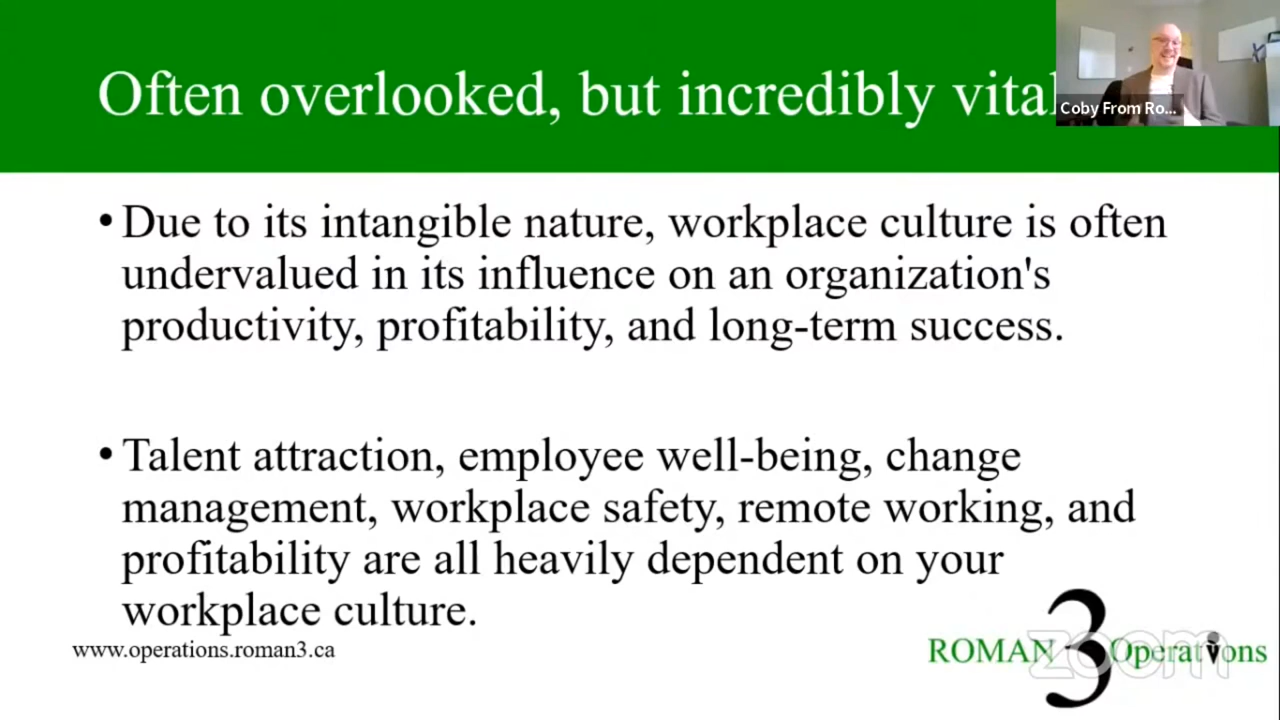 Often overlooked, but incredibly vital
Coby From Ro...
• Due to its intangible nature, workplace culture is often
undervalued in its influence on an organization's
productivity, profitability, and long-term success.
• Talent attraction, employee well-being, change
management, workplace safety, remote working, and
profitability are all heavily dependent on your
workplace culture.
www.operations.roman3.ca
ROMAN 3 Operations
zoom